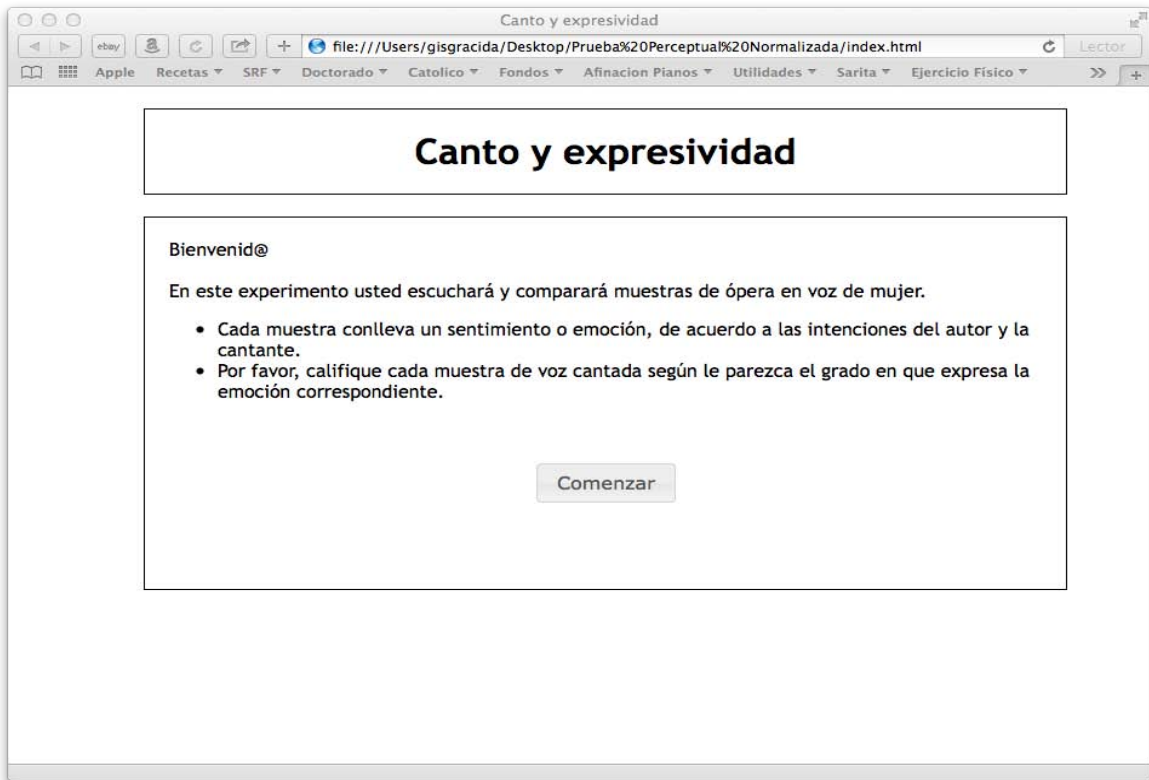 Canto y expresividad
ebay a file:///Users/gisgracida/Desktop/Prueba%20Perceptual%20Normalizada/index.html Lector
Apple Recetas SRF Doctorado Catolico Fondos Afinacion Pianos Utilidades Sarita Ejercicio Físico
Canto y expresividad
Bienvenid@
En este experimento usted escuchará y comparará muestras de ópera en voz de mujer.
• Cada muestra conlleva un sentimiento o emoción, de acuerdo a las intenciones del autor y la
cantante.
• Por favor, califique cada muestra de voz cantada según le parezca el grado en que expresa la
emoción correspondiente.
Comenzar